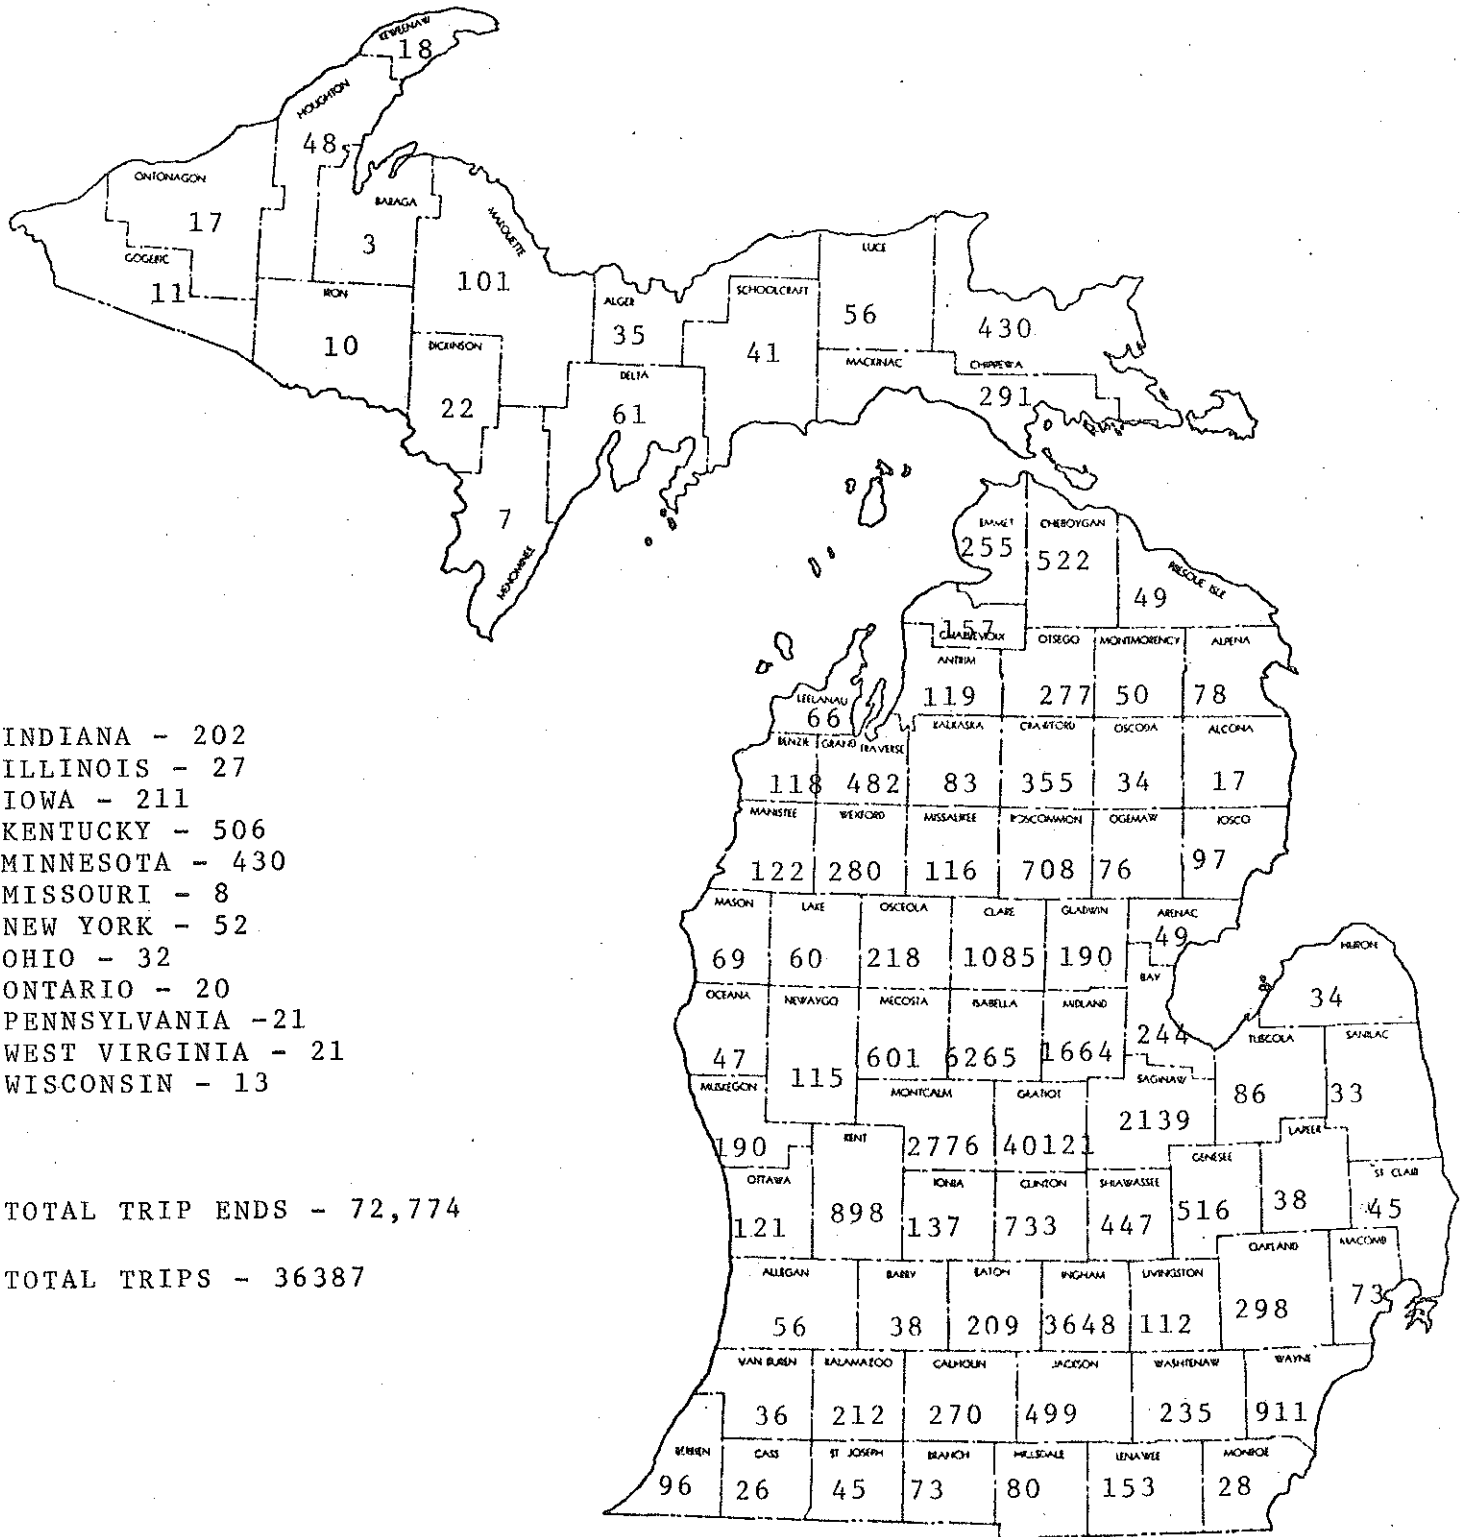 KEWEENAW
18
HOUGHTON
48
ONTONAGON
17
BARAGA
3
MARQUETTE
101
GOGEBIC
11
IRON
10
DICKINSON
22
ALGER
35
DELTA
61
SCHOOLCRAFT
41
LUCE
56
430
MACKINAC
CHIPPEWA
291
7
MENOMINEE
EMMET
255
CHEBOYGAN
522
PRESQUE ISLE
49
157
CHARLEVOIX
OTSEGO
MONTMORENCY
ALPENA
ANTRIM
119
277
50
78
LEELANAU
66
BENZIE
GRAND TRAVERSE
KALKASKA
CRAWFORD
OSCODA
ALCONA
118
482
83
355
34
17
MANISTEE
WEXFORD
MISSAUKEE
ROSCOMMON
OGEMAW
IOSCO
122
280
116
708
76
97
MASON
LAKE
OSCEOLA
CLARE
GLADWIN
ARENAC
49
69
60
218
1085
190
BAY
HURON
34
OCEANA
NEWAYGO
MECOSTA
ISABELLA
MIDLAND
244
TUSCOLA
SANILAC
47
115
601
6265
1664
86
33
MUSKEGON
MONTCALM
GRATIOT
SAGINAW
2139
190
KENT
2776
40121
GENESEE
LAPEER
ST CLAIR
OTTAWA
IONIA
CLINTON
SHIAWASSEE
121
898
137
733
447
516
38
45
ALLEGAN
BARRY
EATON
INGHAM
LIVINGSTON
OAKLAND
MACOMB
56
38
209
3648
112
298
73
VAN BUREN
KALAMAZOO
CALHOUN
JACKSON
WASHTENAW
WAYNE
36
212
270
499
235
911
BERRIEN
CASS
ST JOSEPH
BRANCH
HILLSDALE
LENAWEE
MONROE
96
26
45
73
80
153
28
INDIANA - 202
ILLINOIS - 27
IOWA - 211
KENTUCKY - 506
MINNESOTA - 430
MISSOURI - 8
NEW YORK - 52
OHIO - 32
ONTARIO - 20
PENNSYLVANIA -21
WEST VIRGINIA - 21
WISCONSIN - 13
TOTAL TRIP ENDS - 72,774
TOTAL TRIPS - 36387